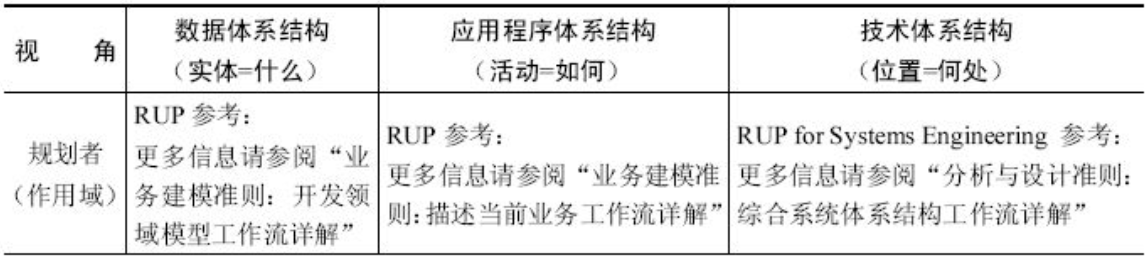 视 角
数据体系结构
（实体=什么）
应用程序体系结构
（活动=如何）
技术体系结构
（位置=何处）
规划者
（作用域）
RUP 参考：
更多信息请参阅“业
务建模准则：开发领
域模型工作流详解”
RUP 参考：
更多信息请参阅“业务建模准
则：描述当前业务工作流详解”
RUP for Systems Engineering 参考：
更多信息请参阅“分析与设计准则：
综合系统体系结构工作流详解”